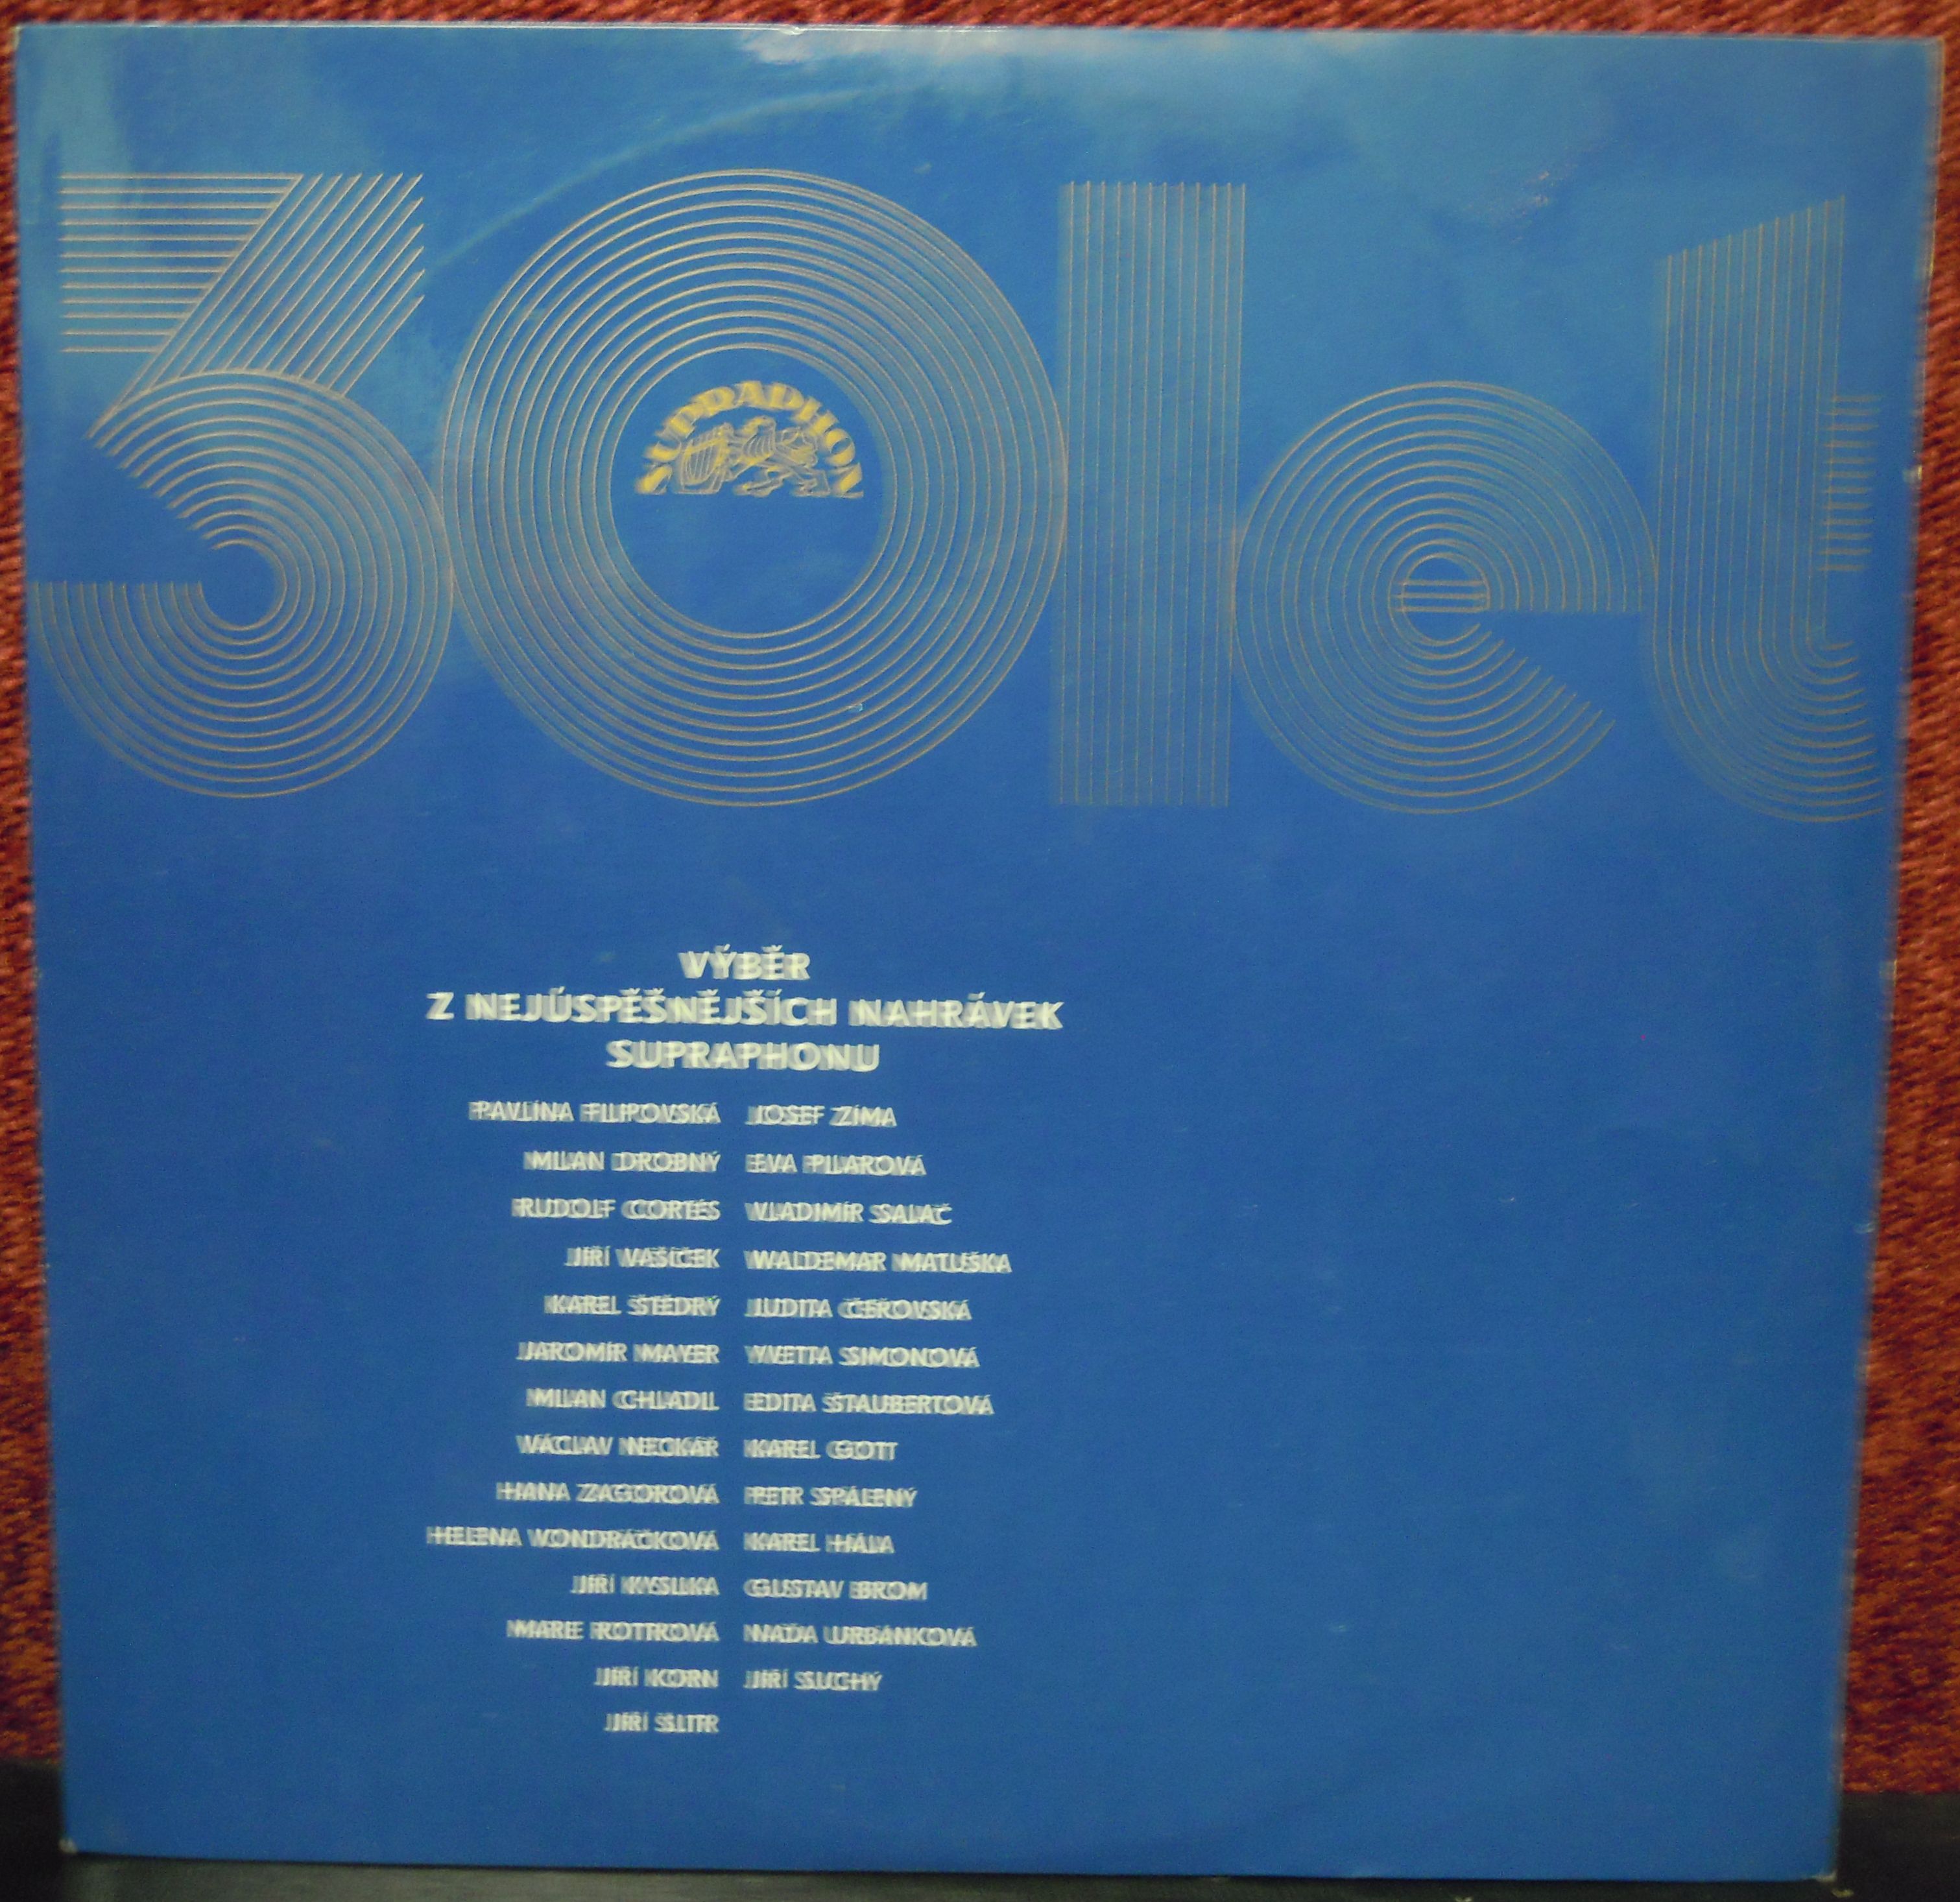 30 let
SUPRAPHON
VÝBĚR
Z NEJÚSPĚŠNĚJŠÍCH NAHRÁVEK
SUPRAPHONU
PAVLÍNA FILIPOVSKÁ JOSEF ZÍMA
MILAN DROBNÝ EVA PILAROVÁ
RUDOLF CORTÉS VLADIMÍR SALAČ
JIŘÍ VAŠÍČEK WALDEMAR MATUŠKA
KAREL ŠTĚDRÝ JUDITA ČEŘOVSKÁ
JAROMÍR MAYER YVETTA SIMONOVÁ
MILAN CHLADIL EDITA ŠTAUBERTOVÁ
VÁCLAV NECKÁŘ KAREL GOTT
HANA ZAGOROVÁ PETR SPÁLENÝ
HELENA VONDRÁČKOVÁ KAREL HÁLA
JIŘÍ KYSILKA GUSTAV BROM
MARIE ROTTROVÁ NAĎA URBÁNKOVÁ
JIŘÍ KORN JIŘÍ SUCHÝ
JIŘÍ ŠLITR